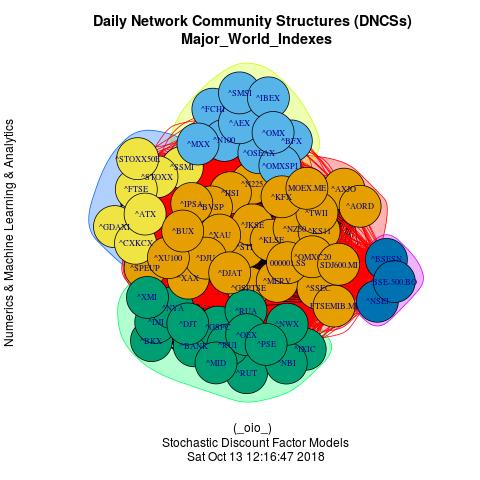 Daily Network Community Structures (DNCSs)
Major_World_Indexes
Numerics & Machine Learning & Analytics
^SMSI
^IBEX
^FCHI
^AEX
^OMX
^N100
^BFX
^MXX
^OSEAX
^OMXSPI
^STOXX50E
^SSMI
^STOXX
^FTSE
^ATX
^GDAXI
^CXKCX
^N225
^HSI
MOEX.ME
^AXJO
^KFX
^IPSA
^BVSP
^TWII
^AORD
^JKSE
^NZ50
^KS11
^BUX
^XAU
^KLSE
^STI
^XU100
^DJU
^OMXC20
000001.SS
SDJ600.MI
^SPEUP
^DJAT
^XAX
^GSPTSE
^MERV
^SSEC
FTSEMIB.MI
^BSESN
BSE-500.BO
^NSEI
^XMI
^NYA
^RUA
^DJI
^DJT
^GSPC
^NWX
^OEX
^BKX
^BANK
^RUI
^PSE
^IXIC
^MID
^NBI
^RUT
(_oio_)
Stochastic Discount Factor Models
Sat Oct 13 12:16:47 2018